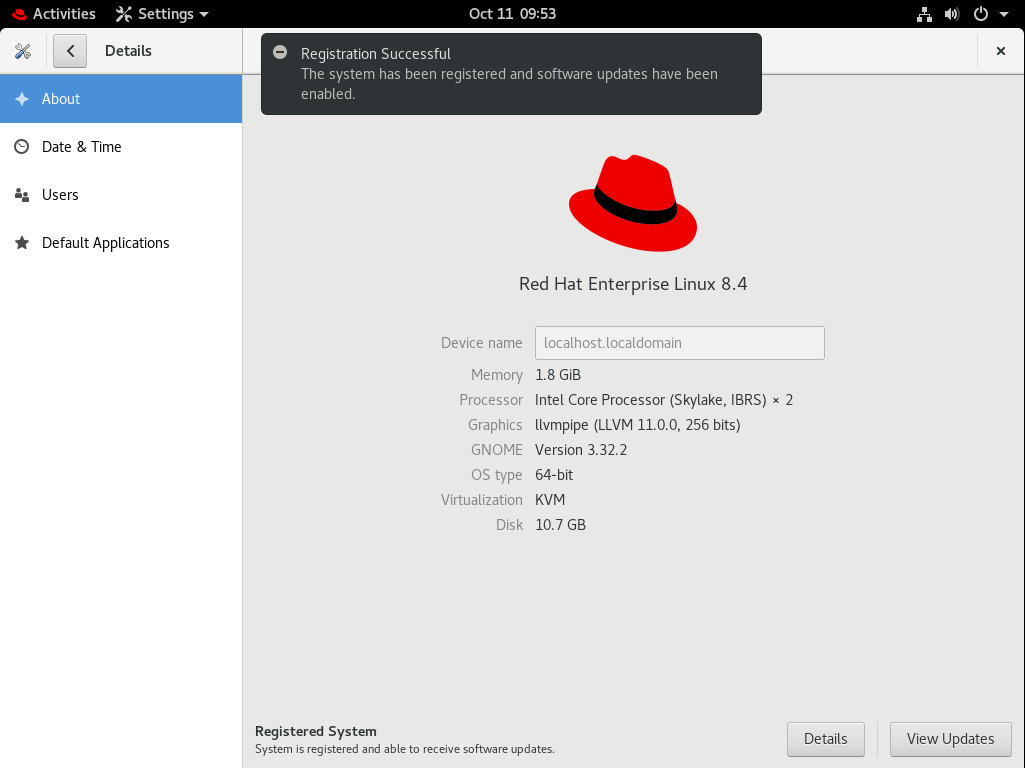 Activities Settings Oct 11 09:53
Details
Registration Successful
The system has been registered and software updates have been
enabled.
About
Date & Time
Users
Default Applications
Red Hat Enterprise Linux 8.4
Device name localhost.localdomain
Memory 1.8 GiB
Processor Intel Core Processor (Skylake, IBRS) × 2
Graphics llvmpipe (LLVM 11.0.0, 256 bits)
GNOME Version 3.32.2
OS type 64-bit
Virtualization KVM
Disk 10.7 GB
Registered System
System is registered and able to receive software updates.
Details View Updates